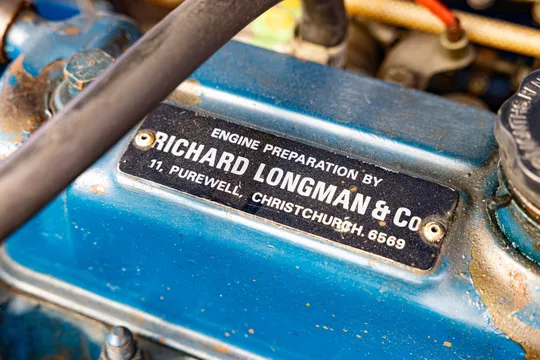 ENGINE PREPARATION BY
RICHARD LONGMAN & Co
11, PUREWELL, CHRISTCHURCH. 6569